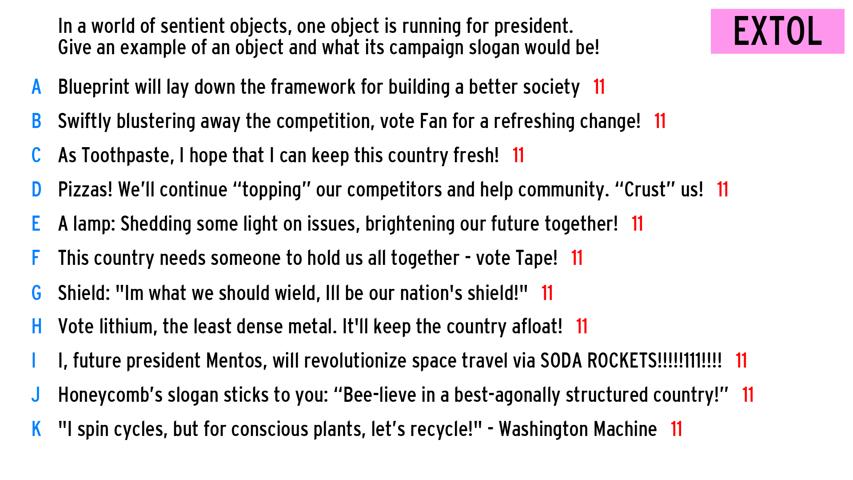 In a world of sentient objects, one object is running for president.
Give an example of an object and what its campaign slogan would be!
EXTOL
A Blueprint will lay down the framework for building a better society 11
B Swiftly blustering away the competition, vote Fan for a refreshing change! 11
C As Toothpaste, I hope that I can keep this country fresh! 11
D Pizzas! We’ll continue “topping” our competitors and help community. “Crust” us! 11
E A lamp: Shedding some light on issues, brightening our future together! 11
F This country needs someone to hold us all together - vote Tape! 11
G Shield: "Im what we should wield, Ill be our nation's shield!" 11
H Vote lithium, the least dense metal. It'll keep the country afloat! 11
I I, future president Mentos, will revolutionize space travel via SODA ROCKETS!!!!!111!!!! 11
J Honeycomb’s slogan sticks to you: “Bee-lieve in a best-agonally structured country!” 11
K "I spin cycles, but for conscious plants, let’s recycle!" - Washington Machine 11